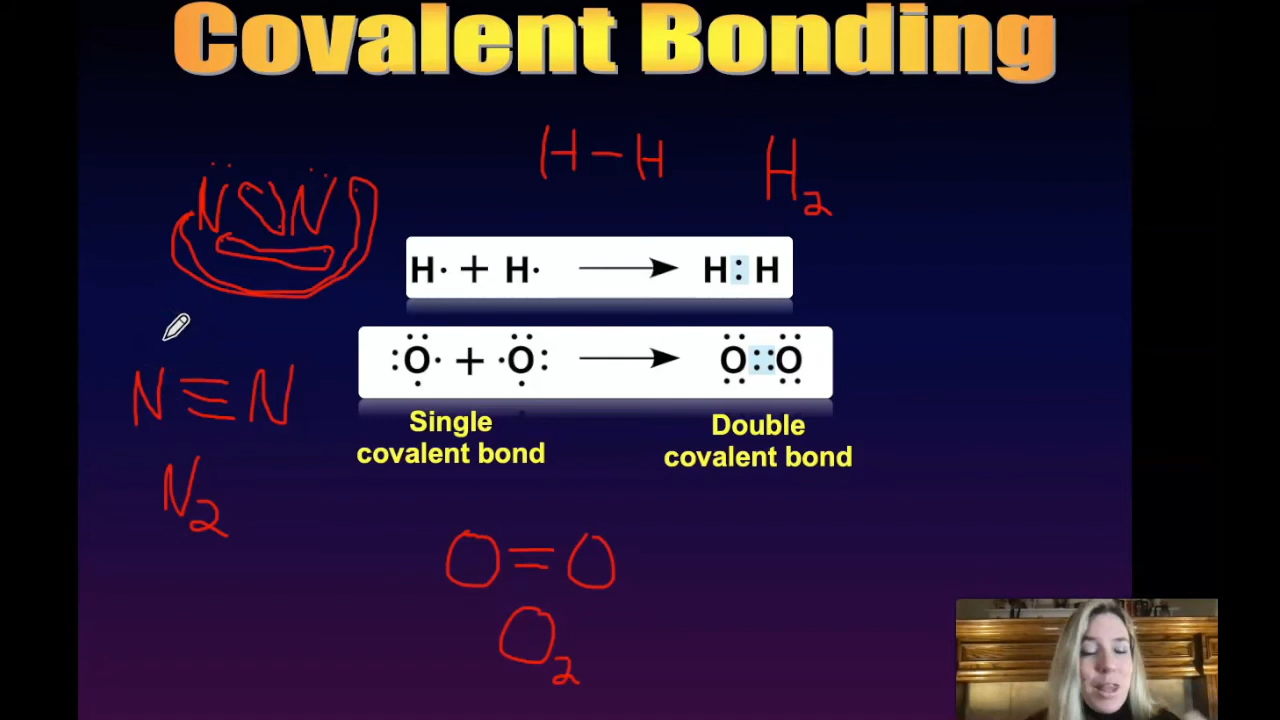 Covalent Bonding
H-H H₂
N N
H· + H· → H:H
:Ö· + ·Ö: → Ö::Ö
N≡N
Single covalent bond
Double covalent bond
N₂
O=O
O₂